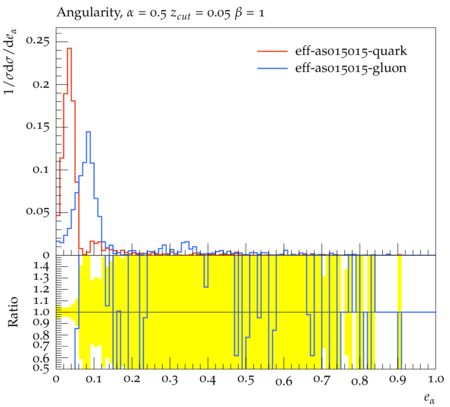 Angularity, α = 0.5 z_cut = 0.05 β = 1
1/σdσ/de_α
eff-as015015-quark
eff-as015015-gluon
0.25
0.2
0.15
0.1
0.05
0
Ratio
1.4
1.3
1.2
1.1
1.0
0.9
0.8
0.7
0.6
0.5
0 0.1 0.2 0.3 0.4 0.5 0.6 0.7 0.8 0.9 1.0
e_α